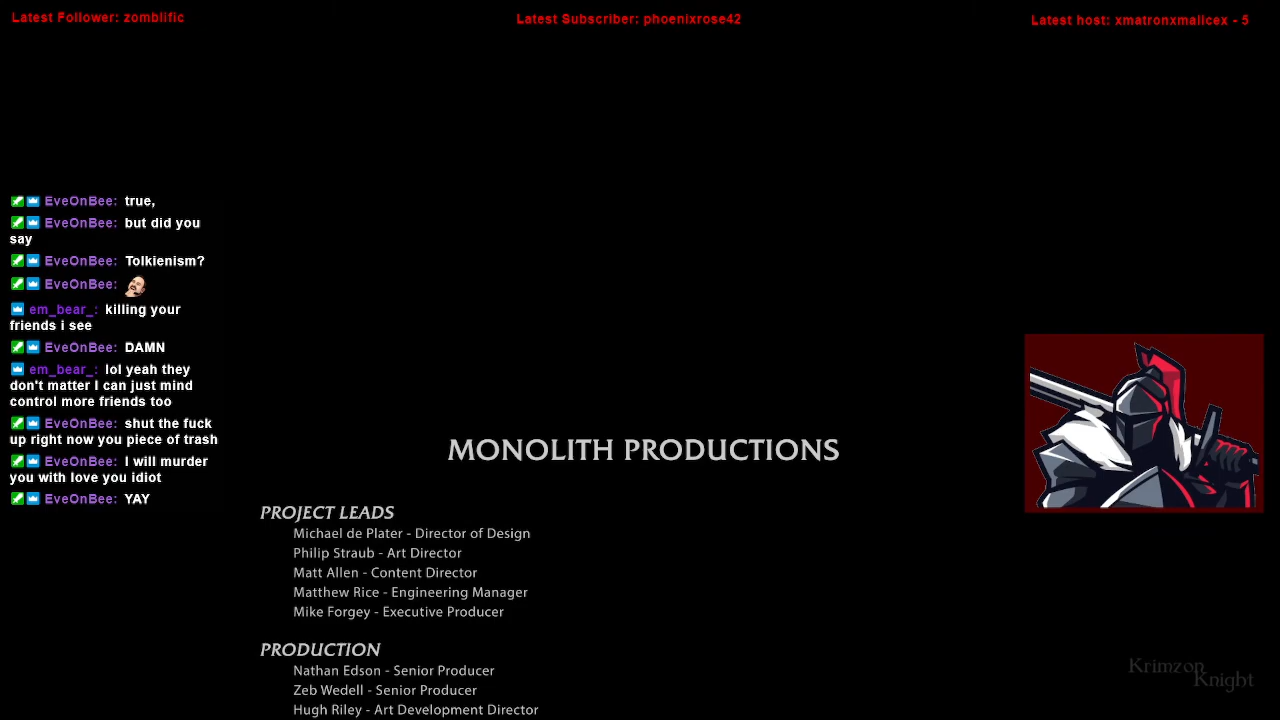 Latest Follower: zomblific
Latest Subscriber: phoenixrose42
Latest host: xmatronxmalicex - 5
EveOnBee: true,
EveOnBee: but did you
say
EveOnBee: Tolkienism?
EveOnBee:
em_bear_: killing your
friends i see
EveOnBee: DAMN
em_bear_: lol yeah they
don't matter I can just mind
control more friends too
EveOnBee: shut the fuck
up right now you piece of trash
EveOnBee: I will murder
you with love you idiot
EveOnBee: YAY
MONOLITH PRODUCTIONS
PROJECT LEADS
Michael de Plater - Director of Design
Philip Straub - Art Director
Matt Allen - Content Director
Matthew Rice - Engineering Manager
Mike Forgey - Executive Producer
PRODUCTION
Nathan Edson - Senior Producer
Zeb Wedell - Senior Producer
Hugh Riley - Art Development Director
Krimzon
Knight